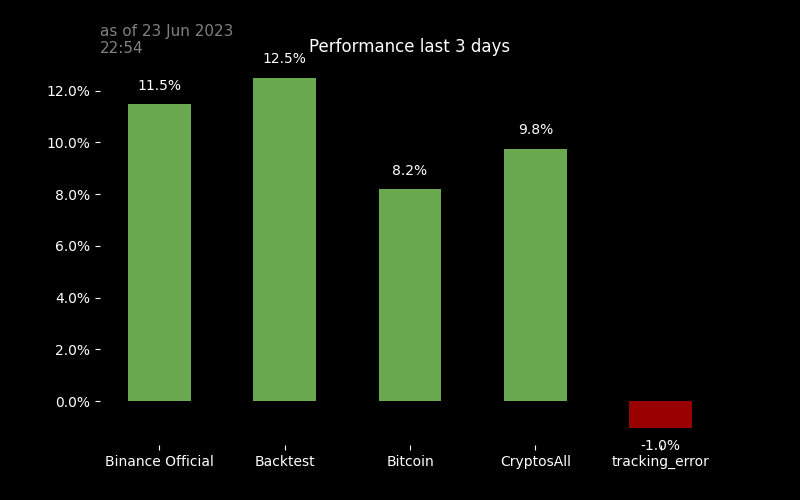 as of 23 Jun 2023
22:54
Performance last 3 days
12.0%
10.0%
8.0%
6.0%
4.0%
2.0%
0.0%
11.5%
12.5%
8.2%
9.8%
-1.0%
Binance Official
Backtest
Bitcoin
CryptosAll
tracking_error